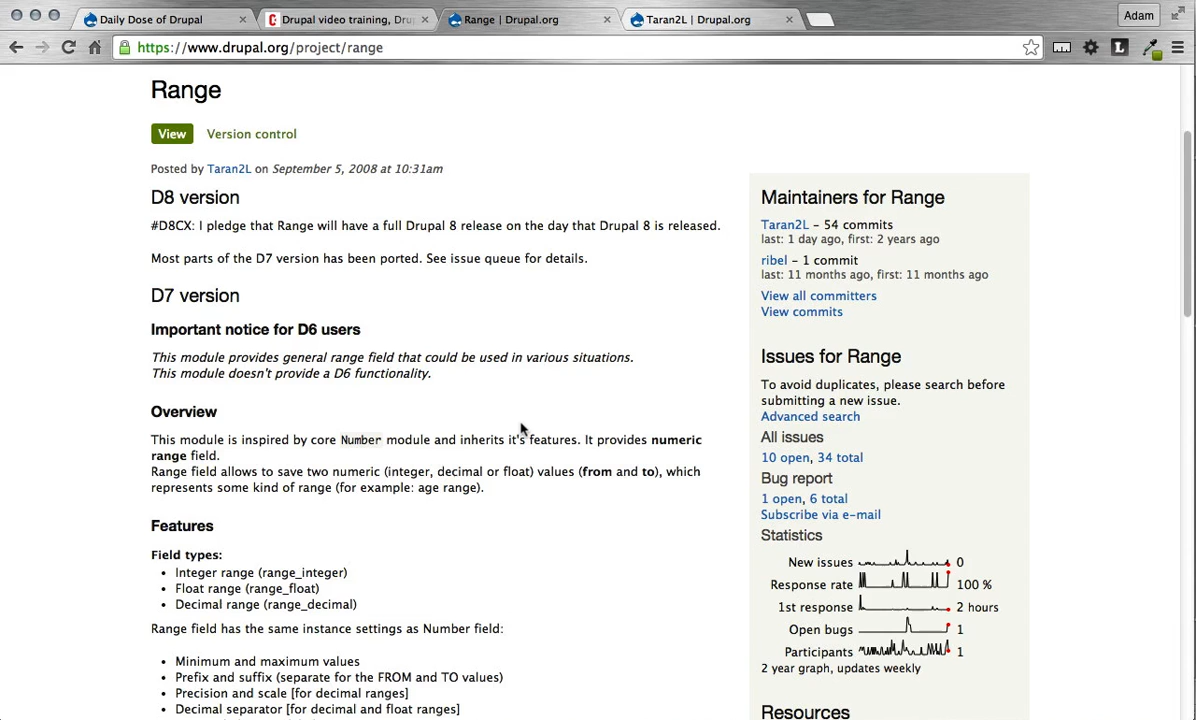 Daily Dose of Drupal
Drupal video training, Dru
Range | Drupal.org
Taran2L | Drupal.org
Adam
https://www.drupal.org/project/range
Range
View
Version control
Posted by Taran2L on September 5, 2008 at 10:31am
D8 version
#D8CX: I pledge that Range will have a full Drupal 8 release on the day that Drupal 8 is released.
Most parts of the D7 version has been ported. See issue queue for details.
D7 version
Important notice for D6 users
This module provides general range field that could be used in various situations.
This module doesn't provide a D6 functionality.
Overview
This module is inspired by core Number module and inherits it's features. It provides numeric
range field.
Range field allows to save two numeric (integer, decimal or float) values (from and to), which
represents some kind of range (for example: age range).
Features
Field types:
• Integer range (range_integer)
• Float range (range_float)
• Decimal range (range_decimal)
Range field has the same instance settings as Number field:
• Minimum and maximum values
• Prefix and suffix (separate for the FROM and TO values)
• Precision and scale [for decimal ranges]
• Decimal separator [for decimal and float ranges]
Maintainers for Range
Taran2L – 54 commits
last: 1 day ago, first: 2 years ago
ribel – 1 commit
last: 11 months ago, first: 11 months ago
View all committers
View commits
Issues for Range
To avoid duplicates, please search before
submitting a new issue.
Advanced search
All issues
10 open, 34 total
Bug report
1 open, 6 total
Subscribe via e-mail
Statistics
New issues 0
Response rate 100 %
1st response 2 hours
Open bugs 1
Participants 1
2 year graph, updates weekly
Resources